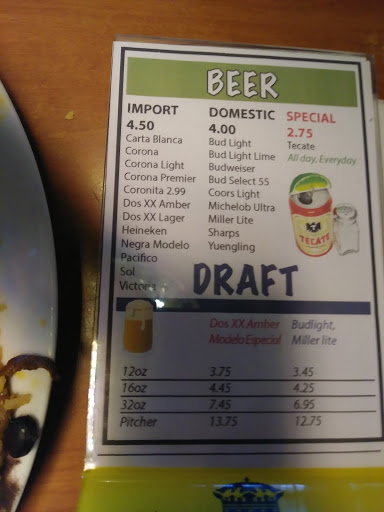 BEER
IMPORT
4.50
Carta Blanca
Corona
Corona Light
Corona Premier
Coronita 2.99
Dos XX Amber
Dos XX Lager
Heineken
Negra Modelo
Pacifico
Sol
Victoria
DOMESTIC
4.00
Bud Light
Bud Light Lime
Budweiser
Bud Select 55
Coors Light
Michelob Ultra
Miller Lite
Sharps
Yuengling
SPECIAL
2.75
Tecate
All day, Everyday
TECATE
DRAFT
Dos XX Amber Budlight,
Modelo Especial Miller lite
12oz 3.75 3.45
16oz 4.45 4.25
32oz 7.45 6.95
Pitcher 13.75 12.75